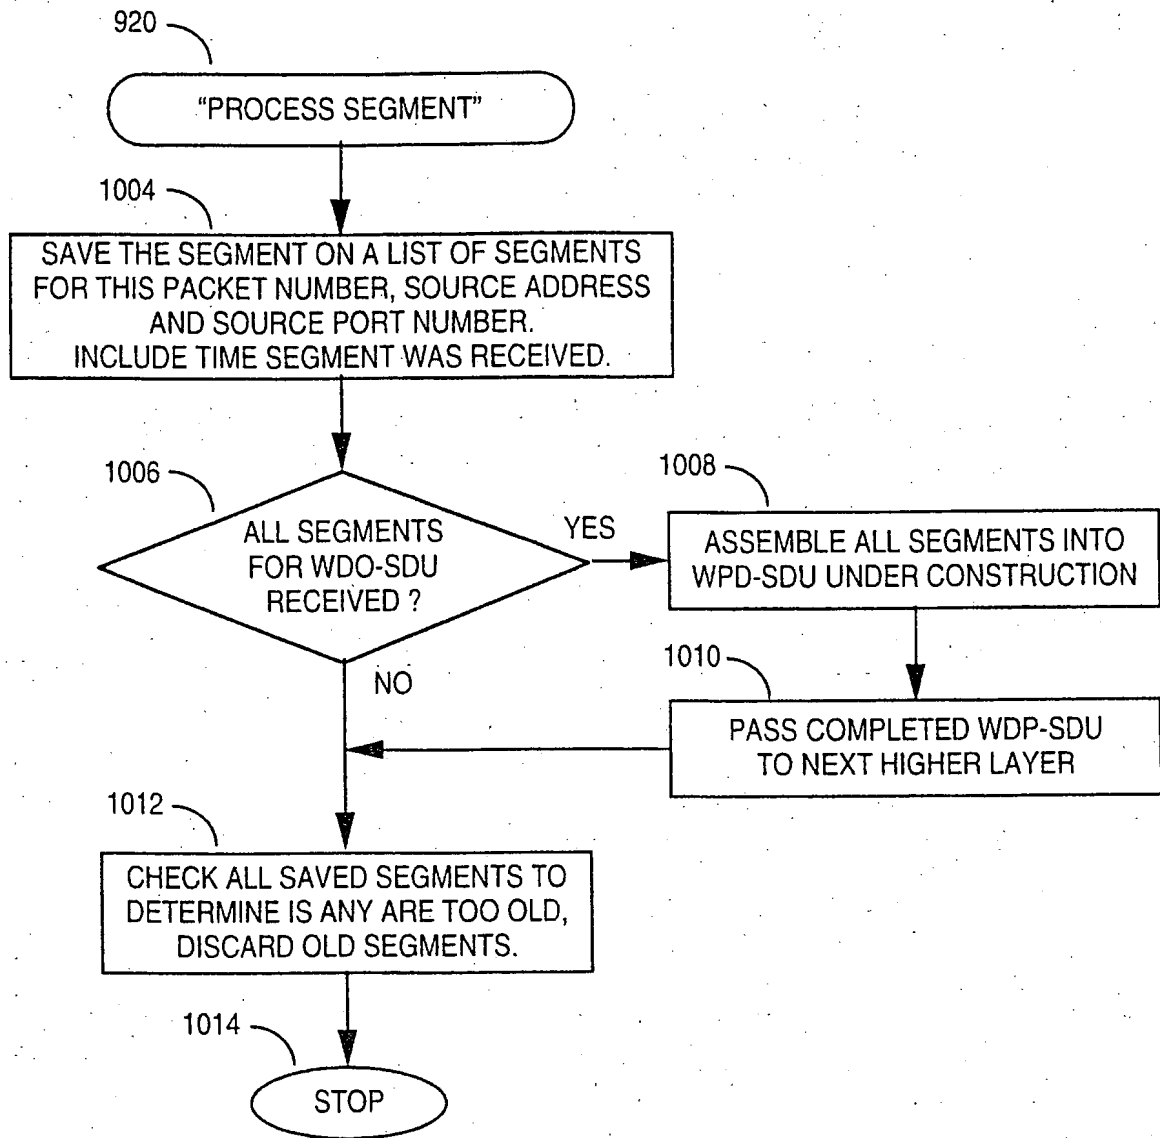 920
"PROCESS SEGMENT"
1004
SAVE THE SEGMENT ON A LIST OF SEGMENTS
FOR THIS PACKET NUMBER, SOURCE ADDRESS
AND SOURCE PORT NUMBER.
INCLUDE TIME SEGMENT WAS RECEIVED.
1006
ALL SEGMENTS
FOR WDO-SDU
RECEIVED ?
YES
NO
1008
ASSEMBLE ALL SEGMENTS INTO
WPD-SDU UNDER CONSTRUCTION
1010
PASS COMPLETED WDP-SDU
TO NEXT HIGHER LAYER
1012
CHECK ALL SAVED SEGMENTS TO
DETERMINE IS ANY ARE TOO OLD,
DISCARD OLD SEGMENTS.
1014
STOP